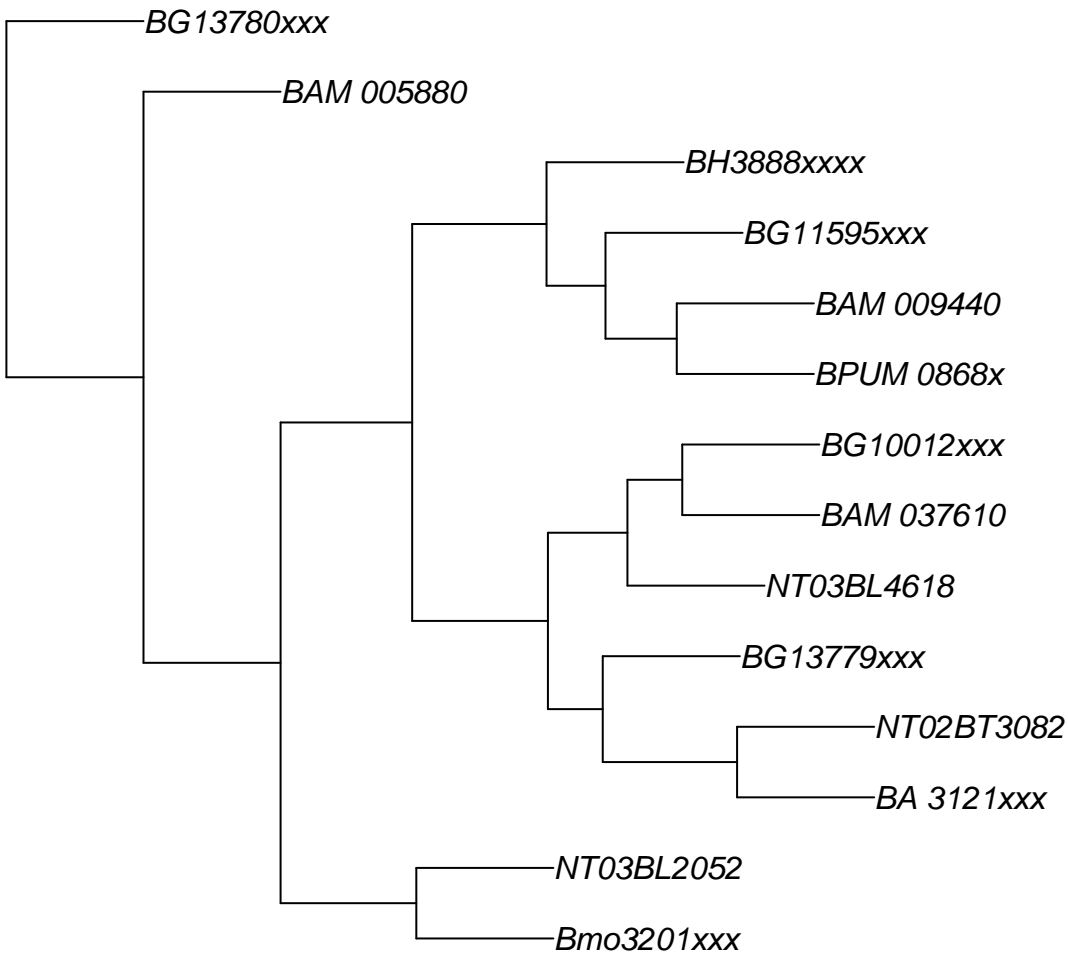 BG13780xxx
BAM 005880
BH3888xxxx
BG11595xxx
BAM 009440
BPUM 0868x
BG10012xxx
BAM 037610
NT03BL4618
BG13779xxx
NT02BT3082
BA 3121xxx
NT03BL2052
Bmo3201xxx